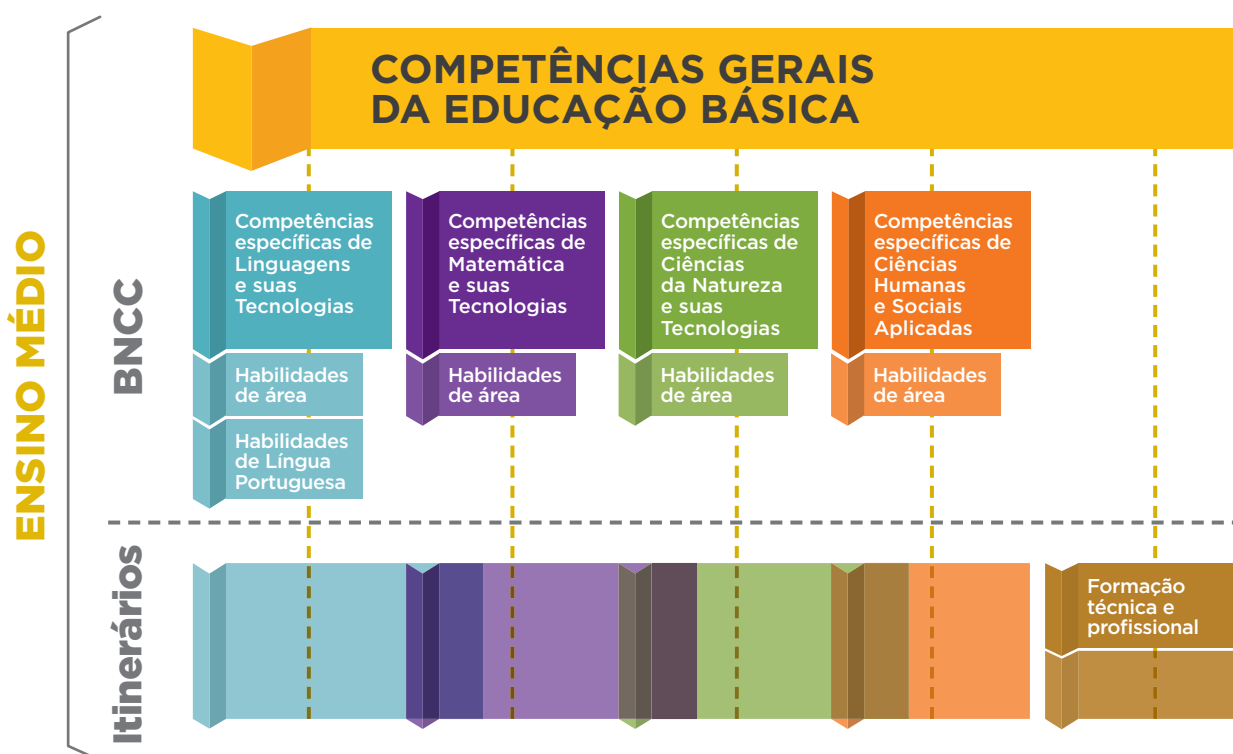 ENSINO MÉDIO
COMPETÊNCIAS GERAIS
DA EDUCAÇÃO BÁSICA
BNCC
Competências
específicas de
Linguagens
e suas
Tecnologias
Habilidades
de área
Habilidades
de Língua
Portuguesa
Competências
específicas de
Matemática
e suas
Tecnologias
Habilidades
de área
Competências
específicas de
Ciências
da Natureza
e suas
Tecnologias
Habilidades
de área
Competências
específicas de
Ciências
Humanas
e Sociais
Aplicadas
Habilidades
de área
Itinerários
Formação
técnica e
profissional